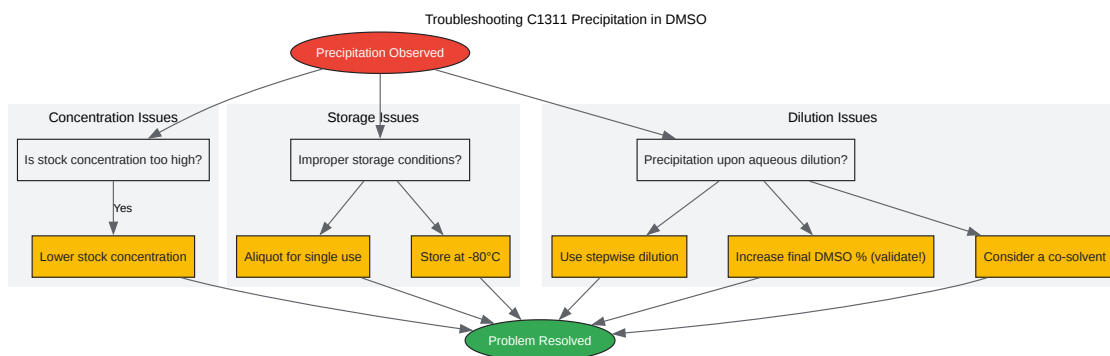 Troubleshooting C1311 Precipitation in DMSO
Precipitation Observed
Concentration Issues
Storage Issues
Dilution Issues
Is stock concentration too high?
Improper storage conditions?
Precipitation upon aqueous dilution?
Yes
Lower stock concentration
Aliquot for single use
Store at -80°C
Use stepwise dilution
Increase final DMSO % (validate!)
Consider a co-solvent
Problem Resolved